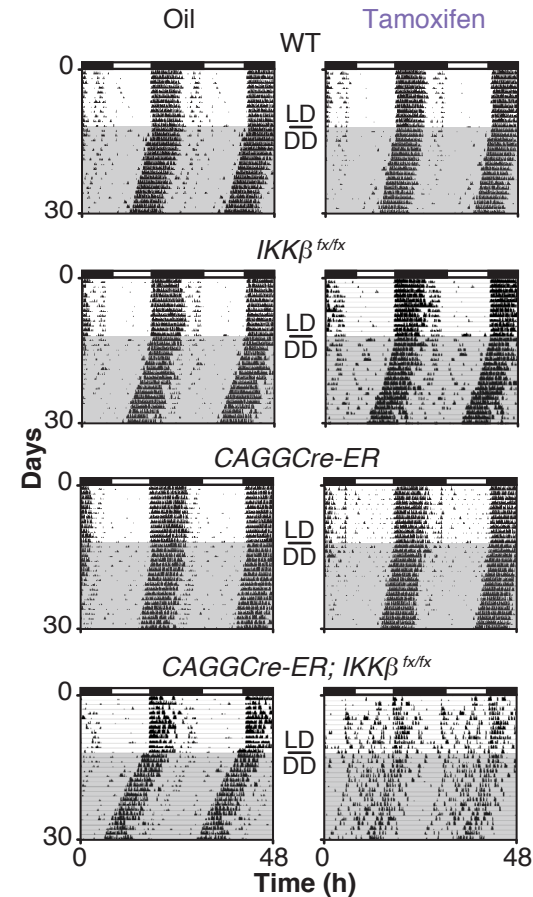 Oil Tamoxifen
WT
0
LD
DD
30
IKKβ fx/fx
0
LD
DD
30
Days
CAGGCre-ER
0
LD
DD
30
CAGGCre-ER; IKKβ fx/fx
0
LD
DD
30
0 48 0 48
Time (h)